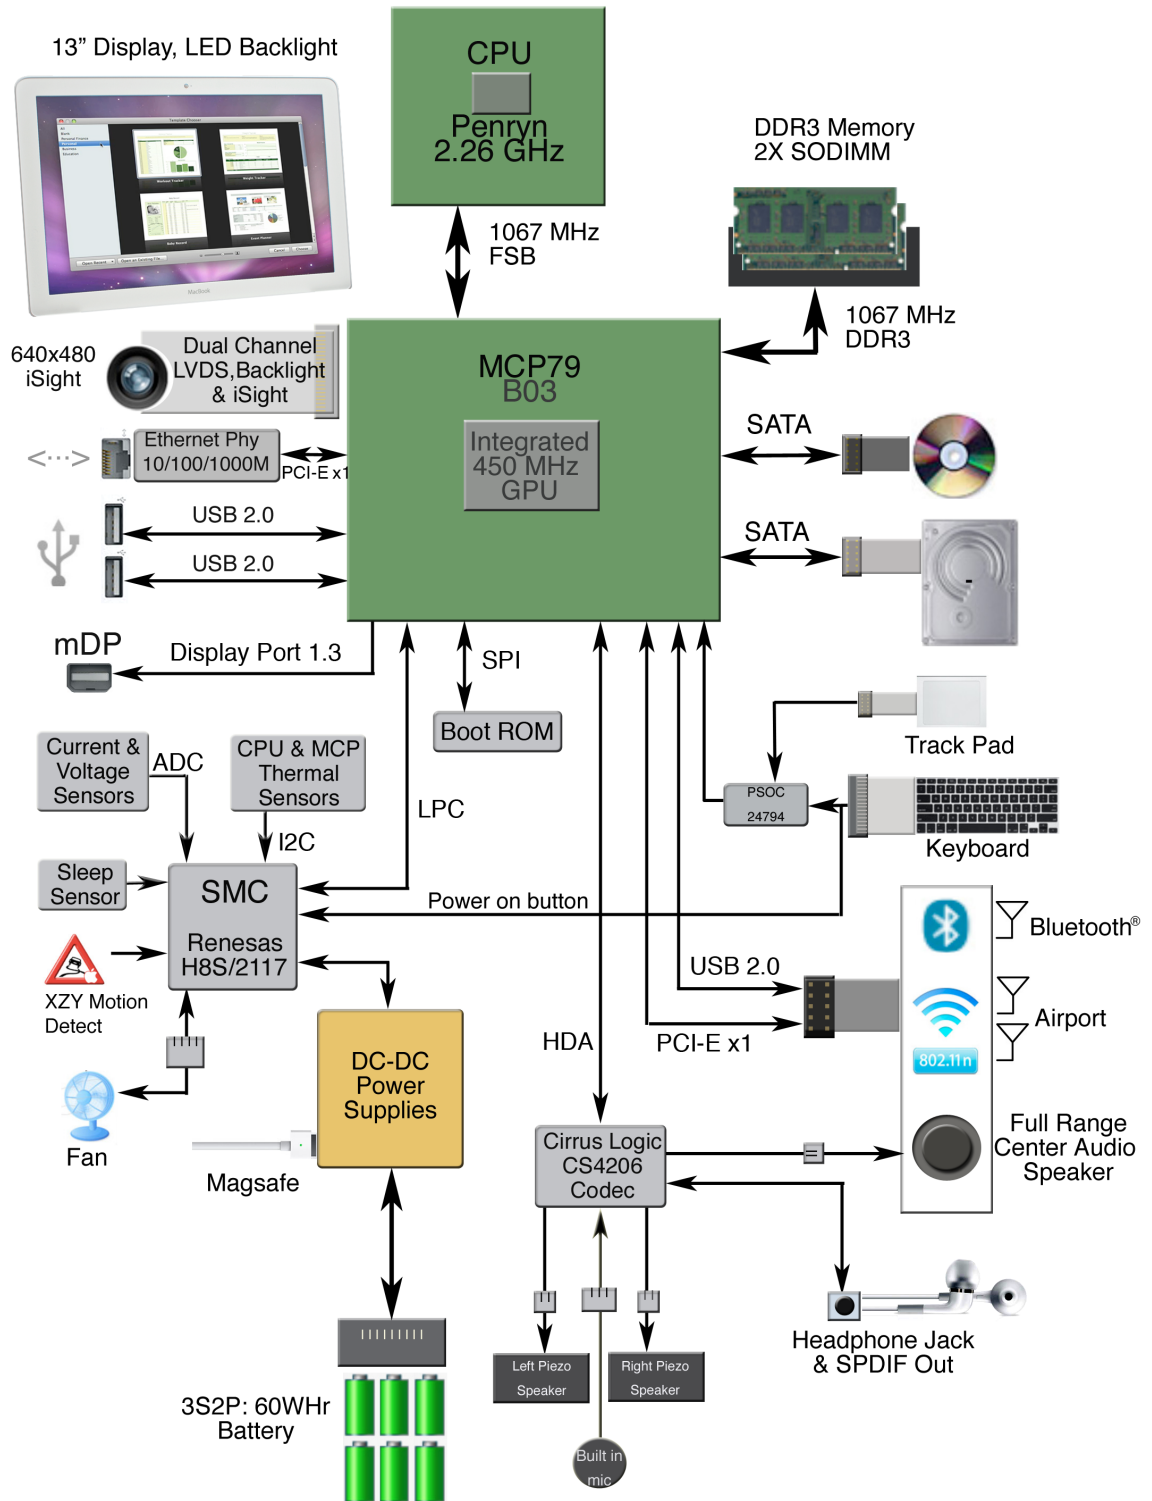 13” Display, LED Backlight
MacBook
CPU
Penryn
2.26 GHz
1067 MHz
FSB
DDR3 Memory
2X SODIMM
1067 MHz
DDR3
640x480
iSight
Dual Channel
LVDS,Backlight
& iSight
MCP79
B03
Integrated
450 MHz
GPU
Ethernet Phy
10/100/1000M
PCI-E x1
<...>
USB 2.0
USB 2.0
SATA
SATA
mDP
Display Port 1.3
SPI
Boot ROM
Current &
Voltage
Sensors
ADC
CPU & MCP
Thermal
Sensors
I2C
LPC
Track Pad
PSOC
24794
Keyboard
Sleep
Sensor
SMC
Renesas
H8S/2117
Power on button
XZY Motion
Detect
Fan
USB 2.0
PCI-E x1
HDA
Bluetooth®
Airport
802.11n
Full Range
Center Audio
Speaker
DC-DC
Power
Supplies
Magsafe
Cirrus Logic
CS4206
Codec
Headphone Jack
& SPDIF Out
Left Piezo
Speaker
Right Piezo
Speaker
Built in
mic
3S2P: 60WHr
Battery